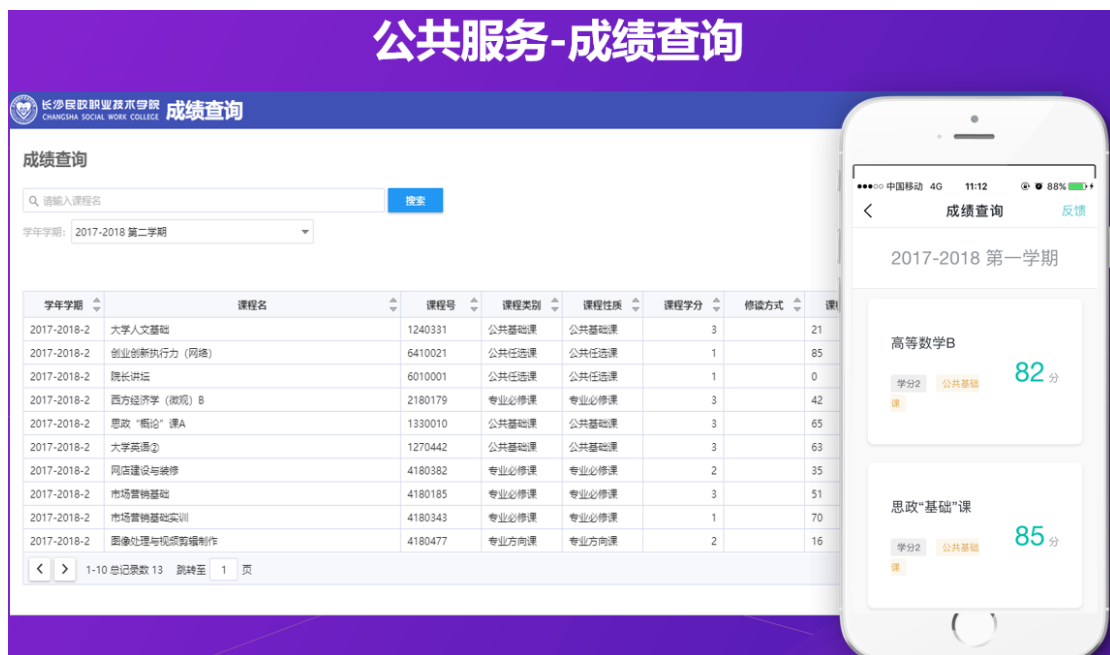 公共服务-成绩查询
长沙民政职业技术学院 成绩查询
CHANGSHA SOCIAL WORK COLLEGE
成绩查询
请输入课程名 搜索
学年学期: 2017-2018 第二学期
学年学期 课程名 课程号 课程类别 课程性质 课程学分 修读方式
2017-2018-2 大学人文基础 1240331 公共基础课 公共基础课 3 21
2017-2018-2 创业创新执行力（网络） 6410021 公共任选课 公共任选课 1 85
2017-2018-2 院长讲坛 6010001 公共任选课 公共任选课 1 0
2017-2018-2 西方经济学（微观）B 2180179 专业必修课 专业必修课 3 42
2017-2018-2 思政“概论”课A 1330010 公共基础课 公共基础课 3 65
2017-2018-2 大学英语② 1270442 公共基础课 公共基础课 3 63
2017-2018-2 网店建设与装修 4180382 专业必修课 专业必修课 2 35
2017-2018-2 市场营销基础 4180185 专业必修课 专业必修课 3 51
2017-2018-2 市场营销基础实训 4180343 专业必修课 专业必修课 1 70
2017-2018-2 图像处理与视频剪辑制作 4180477 专业方向课 专业方向课 2 16
1-10 总记录数 13 跳转至 1 页
中国移动 4G 11:12 88%
成绩查询 反馈
2017-2018 第一学期
高等数学B
82 分
学分2 公共基础
课
思政“基础”课
85 分
学分2 公共基础
课